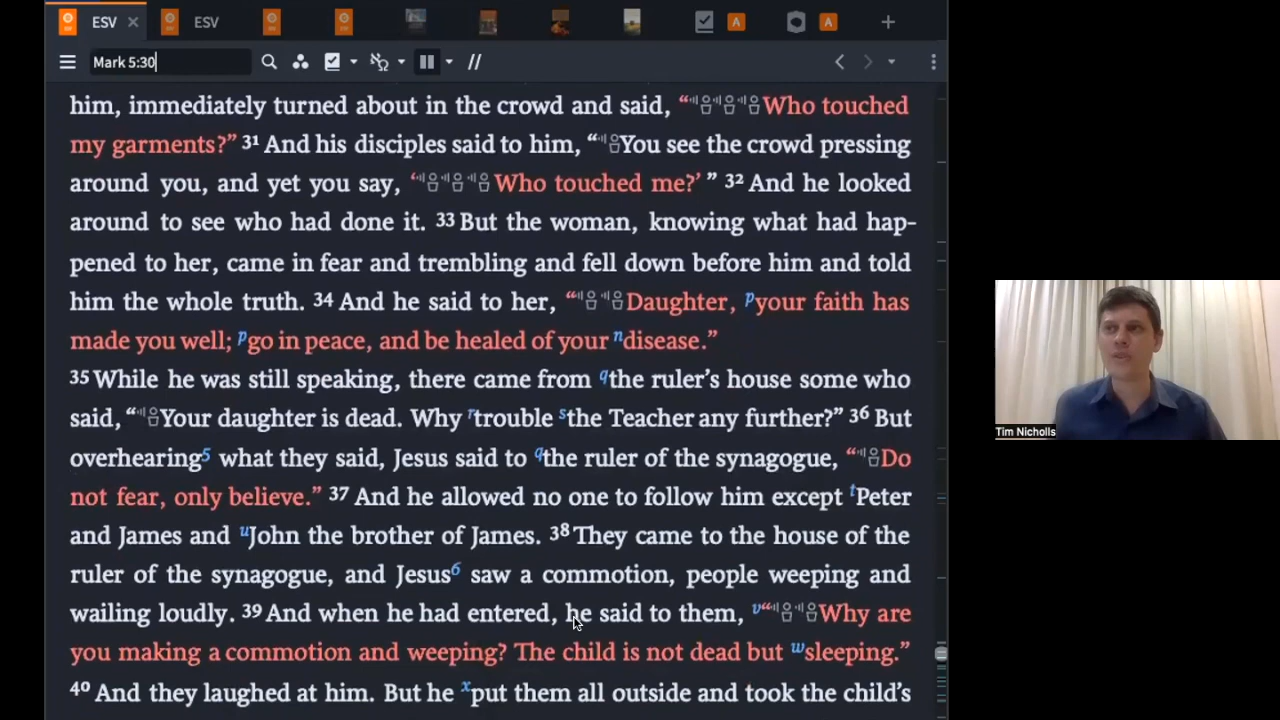 ESV
ESV
A
A
Mark 5:30
him, immediately turned about in the crowd and said, “Who touched
my garments?” 31 And his disciples said to him, “You see the crowd pressing
around you, and yet you say, ‘Who touched me?’ ” 32 And he looked
around to see who had done it. 33 But the woman, knowing what had hap-
pened to her, came in fear and trembling and fell down before him and told
him the whole truth. 34 And he said to her, “Daughter, p your faith has
made you well; p go in peace, and be healed of your n disease.”
35 While he was still speaking, there came from q the ruler’s house some who
said, “Your daughter is dead. Why r trouble s the Teacher any further?” 36 But
overhearing5 what they said, Jesus said to q the ruler of the synagogue, “Do
not fear, only believe.” 37 And he allowed no one to follow him except t Peter
and James and u John the brother of James. 38 They came to the house of the
ruler of the synagogue, and Jesus6 saw a commotion, people weeping and
wailing loudly. 39 And when he had entered, he said to them, v “Why are
you making a commotion and weeping? The child is not dead but w sleeping.”
40 And they laughed at him. But he x put them all outside and took the child’s
Tim Nicholls